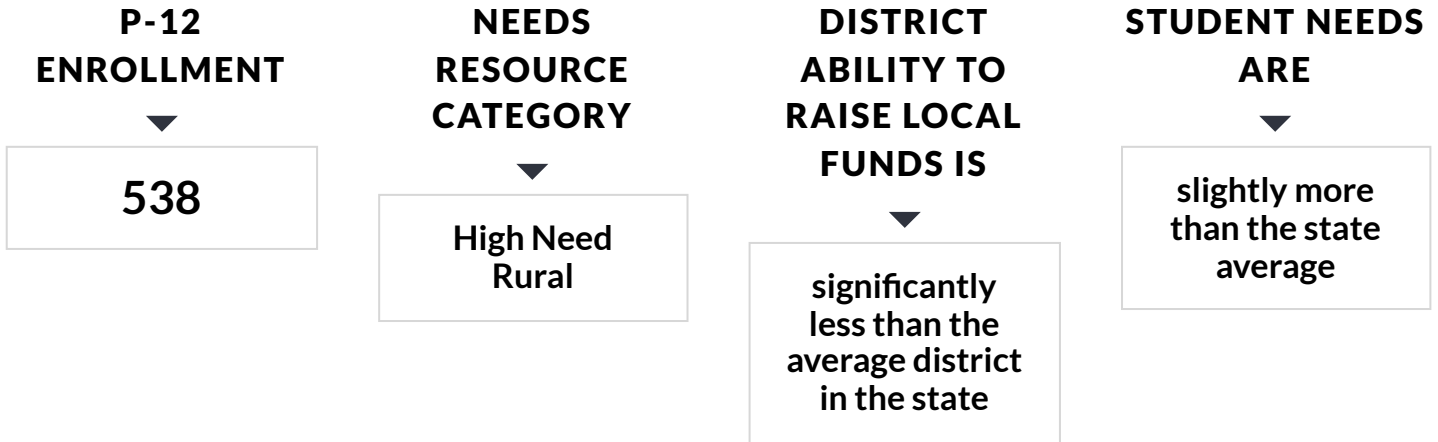 P-12
ENROLLMENT
538
NEEDS
RESOURCE
CATEGORY
High Need
Rural
DISTRICT
ABILITY TO
RAISE LOCAL
FUNDS IS
significantly
less than the
average district
in the state
STUDENT NEEDS
ARE
slightly more
than the state
average